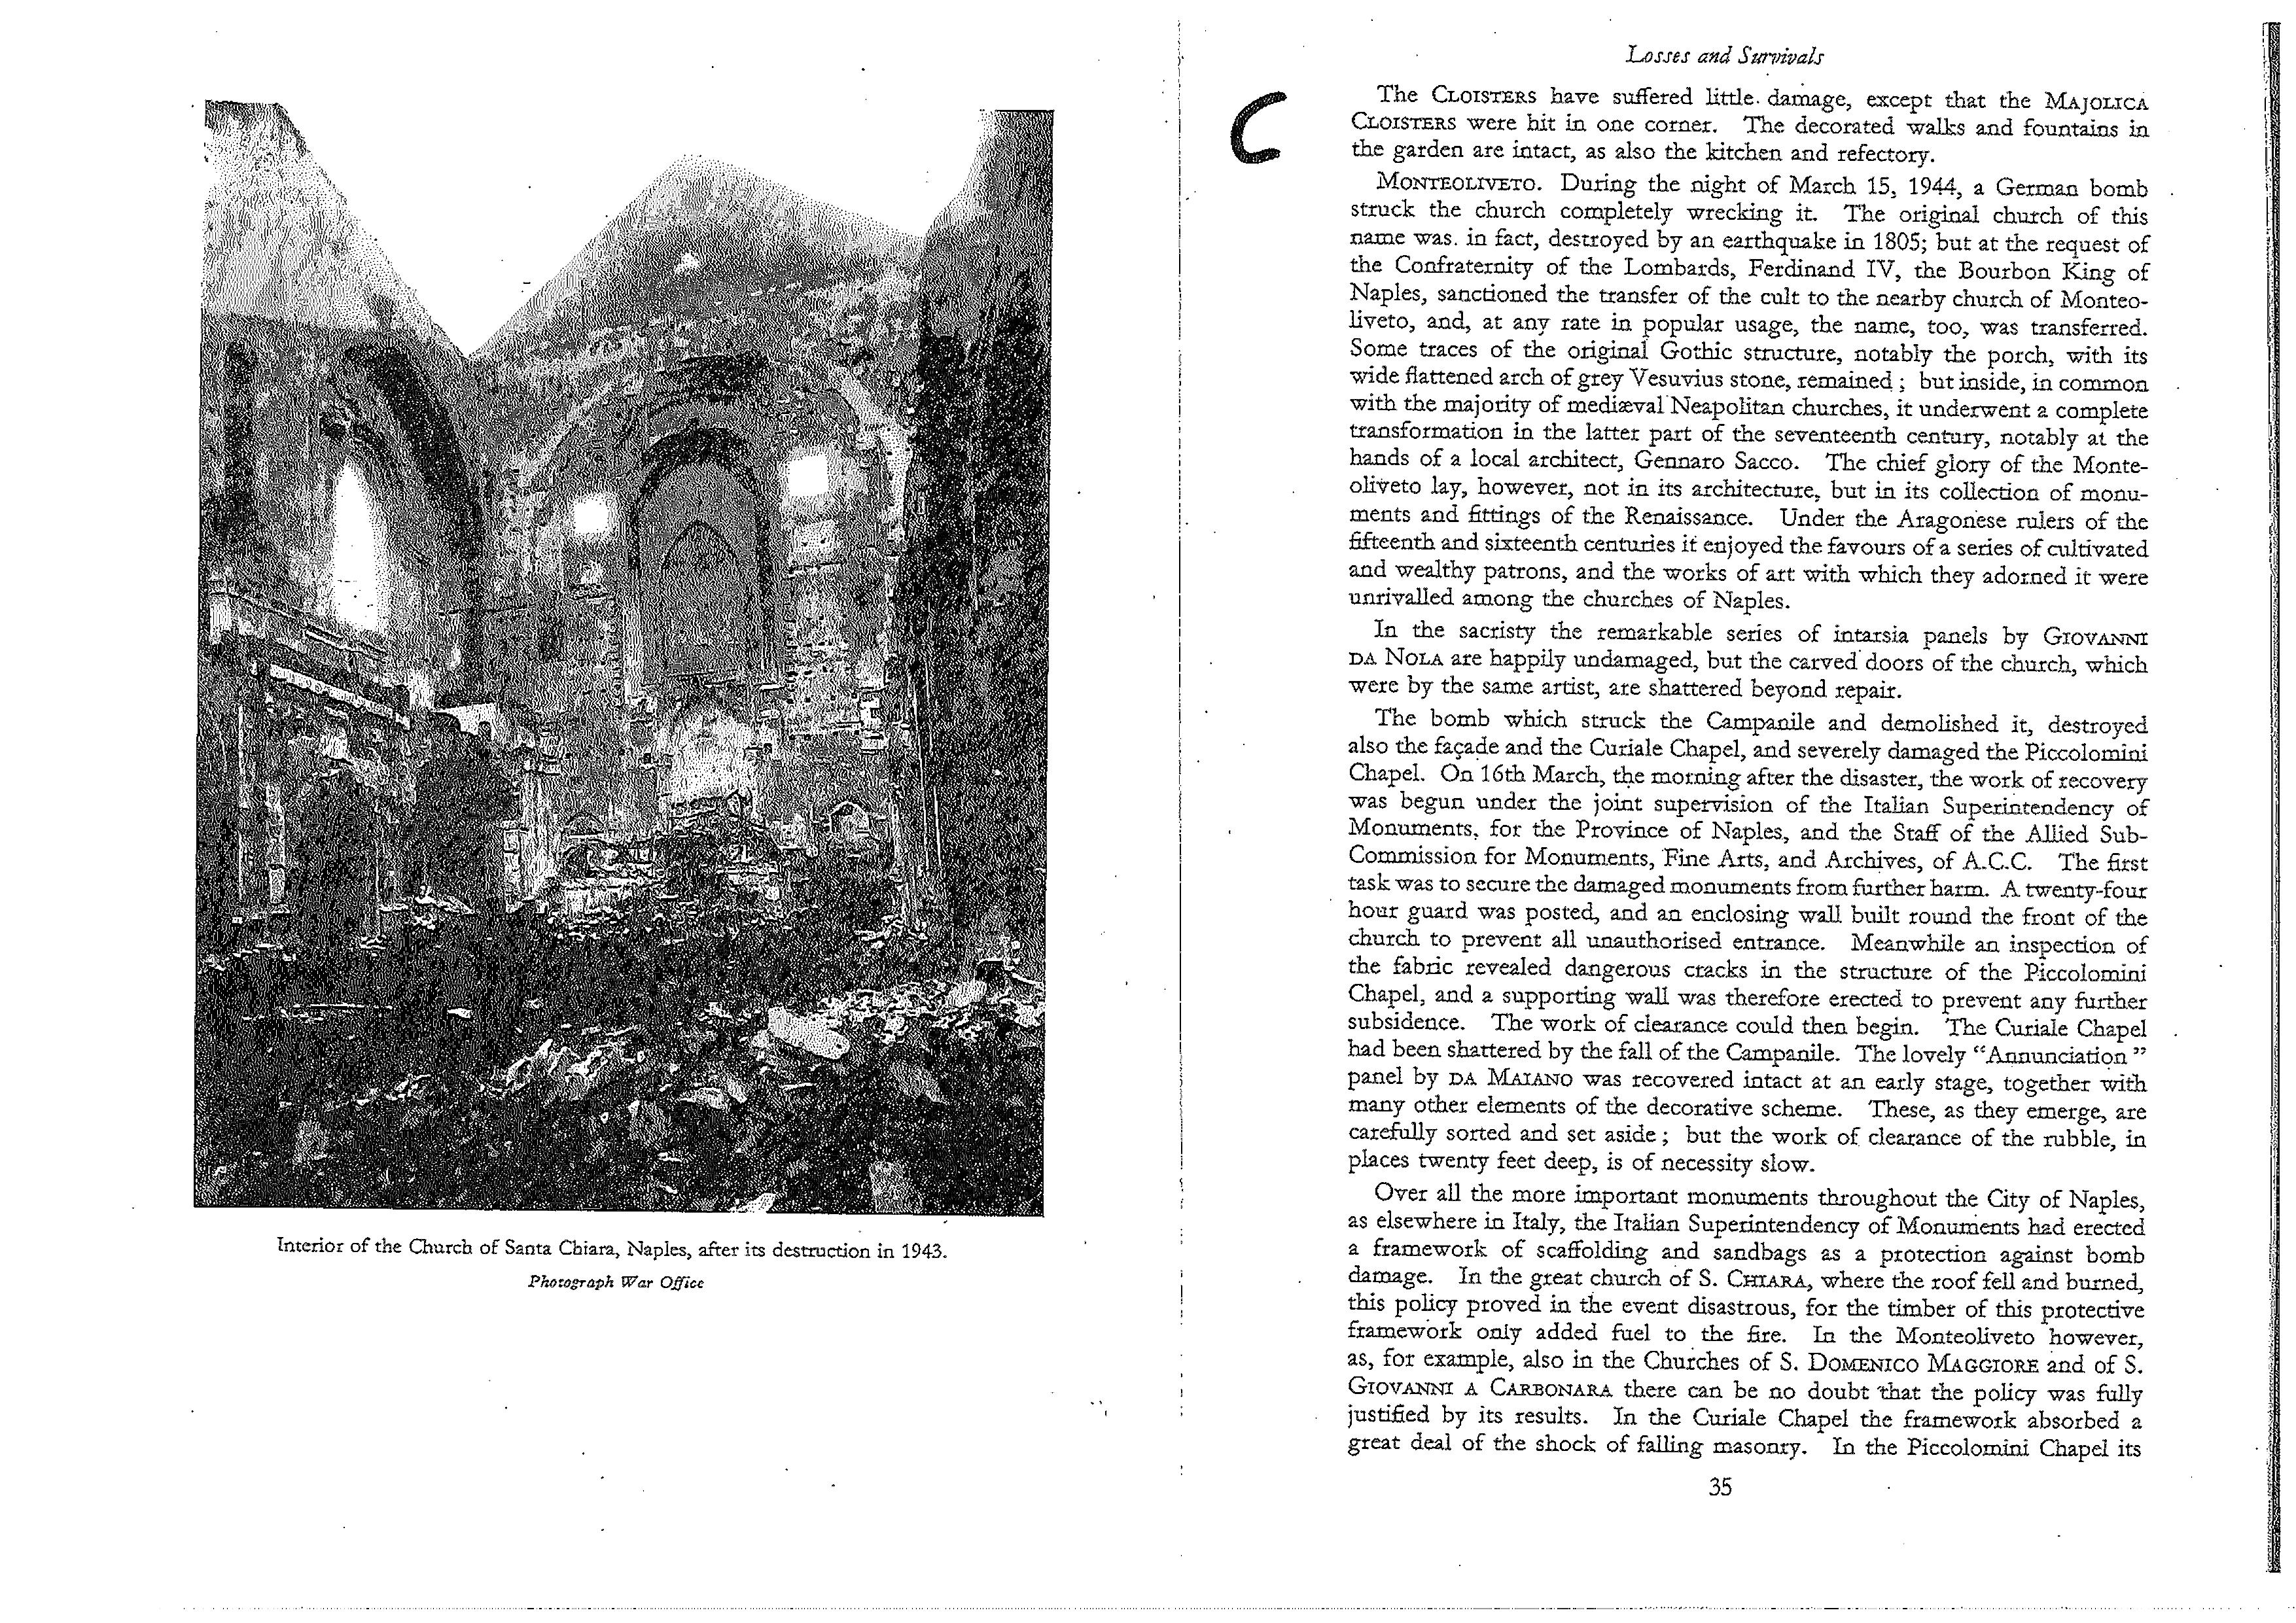 Interior of the Church of Santa Chiara, Naples, after its destruction in 1943.
Photograph War Office
Losses and Survivals
C
The CLOISTERS have suffered little. damage, except that the MAJOLICA
CLOISTERS were hit in one corner. The decorated walks and fountains in
the garden are intact, as also the kitchen and refectory.
MONTEOLIVETO. During the night of March 15, 1944, a German bomb
struck the church completely wrecking it. The original church of this
name was. in fact, destroyed by an earthquake in 1805; but at the request of
the Confraternity of the Lombards, Ferdinand IV, the Bourbon King of
Naples, sanctioned the transfer of the cult to the nearby church of Monteo-
liveto, and, at any rate in popular usage, the name, too, was transferred.
Some traces of the original Gothic structure, notably the porch, with its
wide flattened arch of grey Vesuvius stone, remained ; but inside, in common
with the majority of mediæval Neapolitan churches, it underwent a complete
transformation in the latter part of the seventeenth century, notably at the
hands of a local architect, Gennaro Sacco. The chief glory of the Monte-
oliveto lay, however, not in its architecture, but in its collection of monu-
ments and fittings of the Renaissance. Under the Aragonese rulers of the
fifteenth and sixteenth centuries it enjoyed the favours of a series of cultivated
and wealthy patrons, and the works of art with which they adorned it were
unrivalled among the churches of Naples.
In the sacristy the remarkable series of intarsia panels by GIOVANNI
DA NOLA are happily undamaged, but the carved doors of the church, which
were by the same artist, are shattered beyond repair.
The bomb which struck the Campanile and demolished it, destroyed
also the façade and the Curiale Chapel, and severely damaged the Piccolomini
Chapel. On 16th March, the morning after the disaster, the work of recovery
was begun under the joint supervision of the Italian Superintendency of
Monuments, for the Province of Naples, and the Staff of the Allied Sub-
Commission for Monuments, Fine Arts, and Archives, of A.C.C. The first
task was to secure the damaged monuments from further harm. A twenty-four
hour guard was posted, and an enclosing wall built round the front of the
church to prevent all unauthorised entrance. Meanwhile an inspection of
the fabric revealed dangerous cracks in the structure of the Piccolomini
Chapel, and a supporting wall was therefore erected to prevent any further
subsidence. The work of clearance could then begin. The Curiale Chapel
had been shattered by the fall of the Campanile. The lovely “Annunciation ”
panel by DA MAIANO was recovered intact at an early stage, together with
many other elements of the decorative scheme. These, as they emerge, are
carefully sorted and set aside ; but the work of clearance of the rubble, in
places twenty feet deep, is of necessity slow.
Over all the more important monuments throughout the City of Naples,
as elsewhere in Italy, the Italian Superintendency of Monuments had erected
a framework of scaffolding and sandbags as a protection against bomb
damage. In the great church of S. CHIARA, where the roof fell and burned,
this policy proved in the event disastrous, for the timber of this protective
framework only added fuel to the fire. In the Monteoliveto however,
as, for example, also in the Churches of S. DOMENICO MAGGIORE and of S.
GIOVANNI A CARBONARA there can be no doubt that the policy was fully
justified by its results. In the Curiale Chapel the framework absorbed a
great deal of the shock of falling masonry. In the Piccolomini Chapel its
35